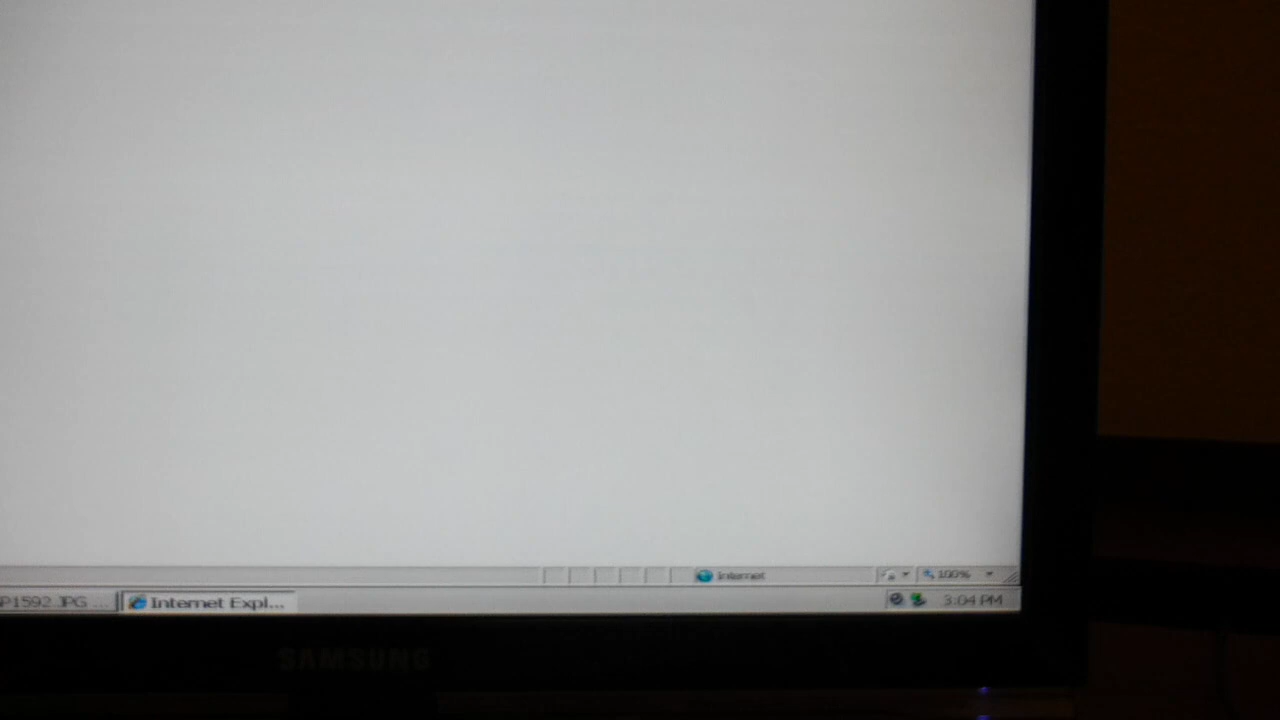 Internet
100%
P1592.JPG ...
Internet Expl...
3:04 PM
SAMSUNG